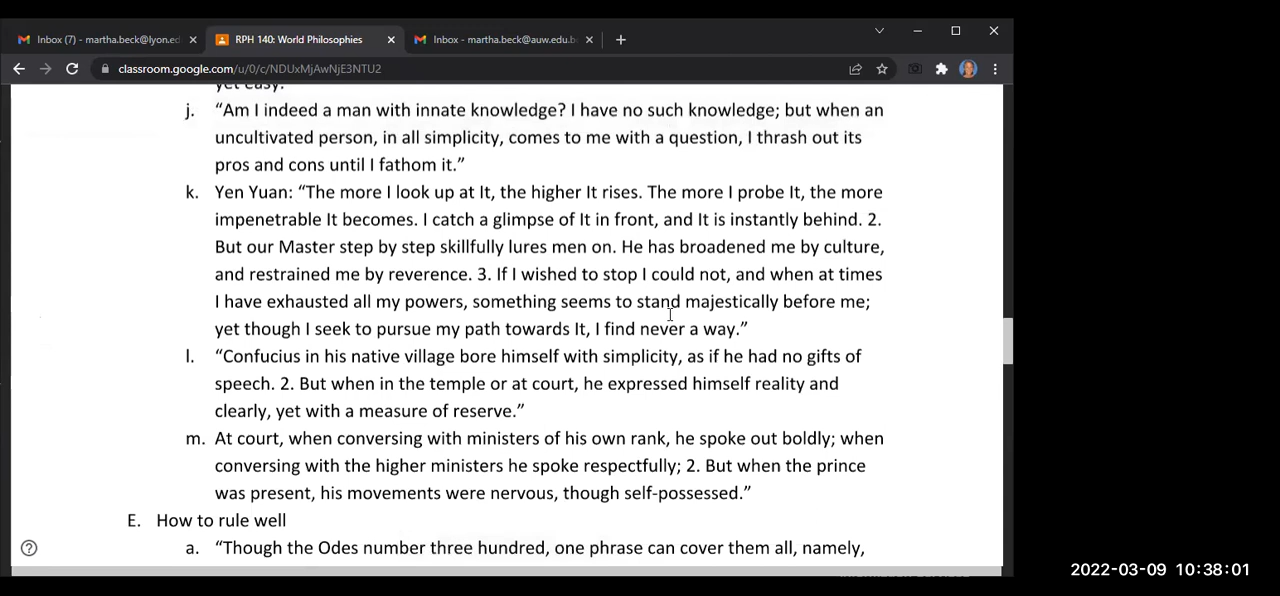 Inbox (7) - martha.beck@lyon.ed
RPH 140: World Philosophies
Inbox - martha.beck@auw.edu.b
classroom.google.com/u/0/c/NDUxMjAwNjE3NTU2
yet easy.
j. “Am I indeed a man with innate knowledge? I have no such knowledge; but when an
uncultivated person, in all simplicity, comes to me with a question, I thrash out its
pros and cons until I fathom it.”
k. Yen Yuan: “The more I look up at It, the higher It rises. The more I probe It, the more
impenetrable It becomes. I catch a glimpse of It in front, and It is instantly behind. 2.
But our Master step by step skillfully lures men on. He has broadened me by culture,
and restrained me by reverence. 3. If I wished to stop I could not, and when at times
I have exhausted all my powers, something seems to stand majestically before me;
yet though I seek to pursue my path towards It, I find never a way.”
l. “Confucius in his native village bore himself with simplicity, as if he had no gifts of
speech. 2. But when in the temple or at court, he expressed himself reality and
clearly, yet with a measure of reserve.”
m. At court, when conversing with ministers of his own rank, he spoke out boldly; when
conversing with the higher ministers he spoke respectfully; 2. But when the prince
was present, his movements were nervous, though self-possessed.”
E. How to rule well
a. “Though the Odes number three hundred, one phrase can cover them all, namely,
2022-03-09 10:38:01